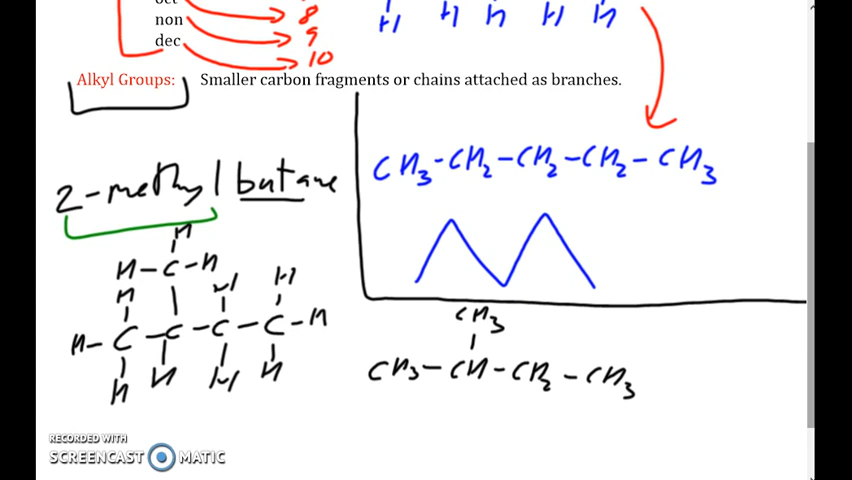 oct
8
non
9
dec
10
H H H H H
Alkyl Groups: Smaller carbon fragments or chains attached as branches.
CH3-CH2-CH2-CH2-CH3
2-methyl butane
H
H-C-H
H H H
H-C-C-C-C-H
H H H H
CH3
CH3-CH-CH2-CH3
RECORDED WITH
SCREENCAST MATIC